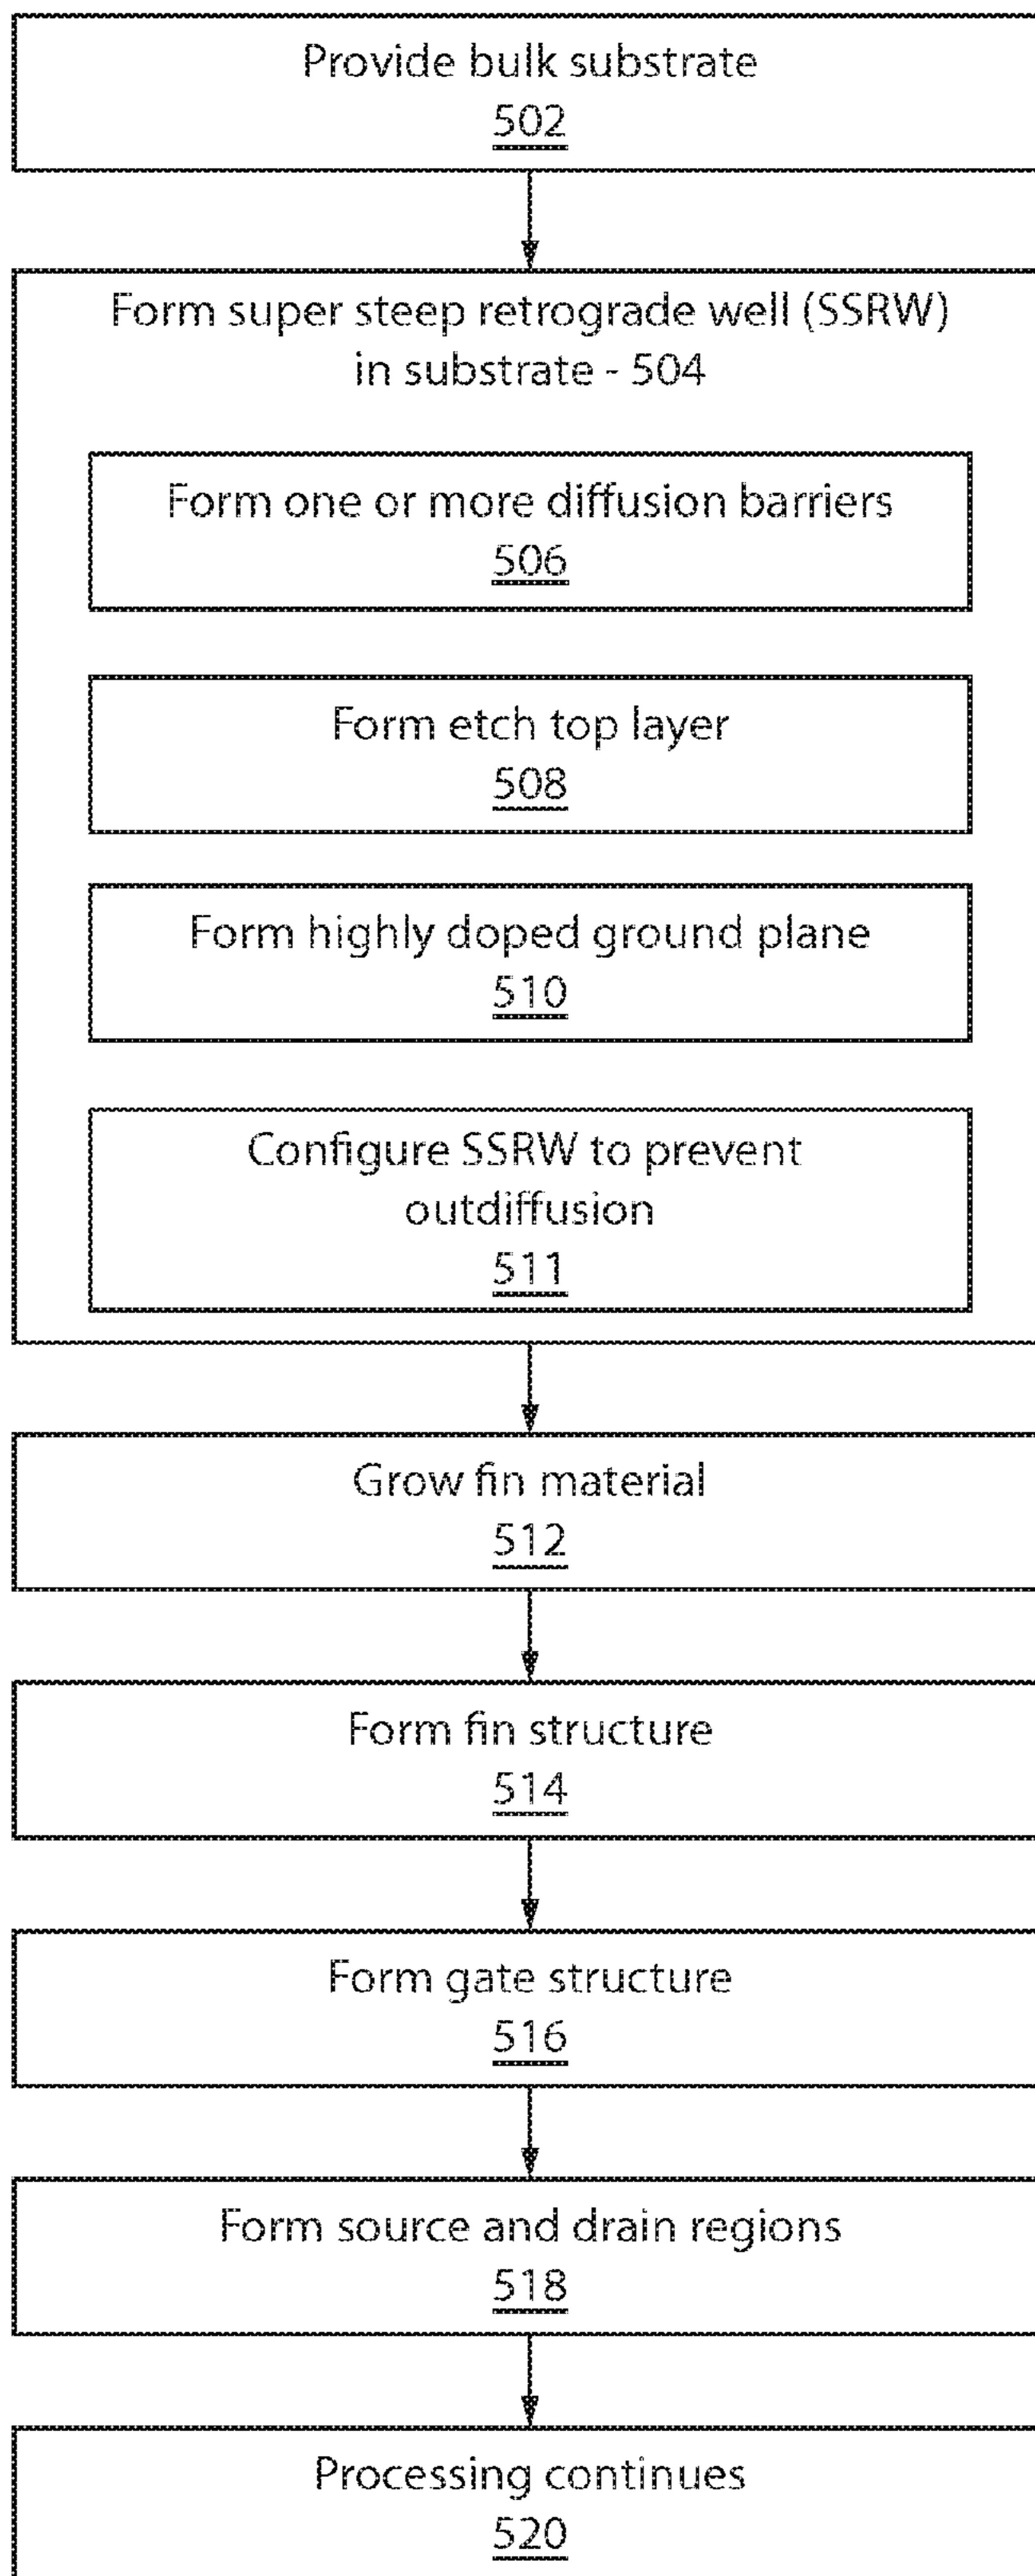 Provide bulk substrate
502
Form super steep retrograde well (SSRW)
in substrate - 504
Form one or more diffusion barriers
506
Form etch top layer
508
Form highly doped ground plane
510
Configure SSRW to prevent
outdiffusion
511
Grow fin material
512
Form fin structure
514
Form gate structure
516
Form source and drain regions
518
Processing continues
520